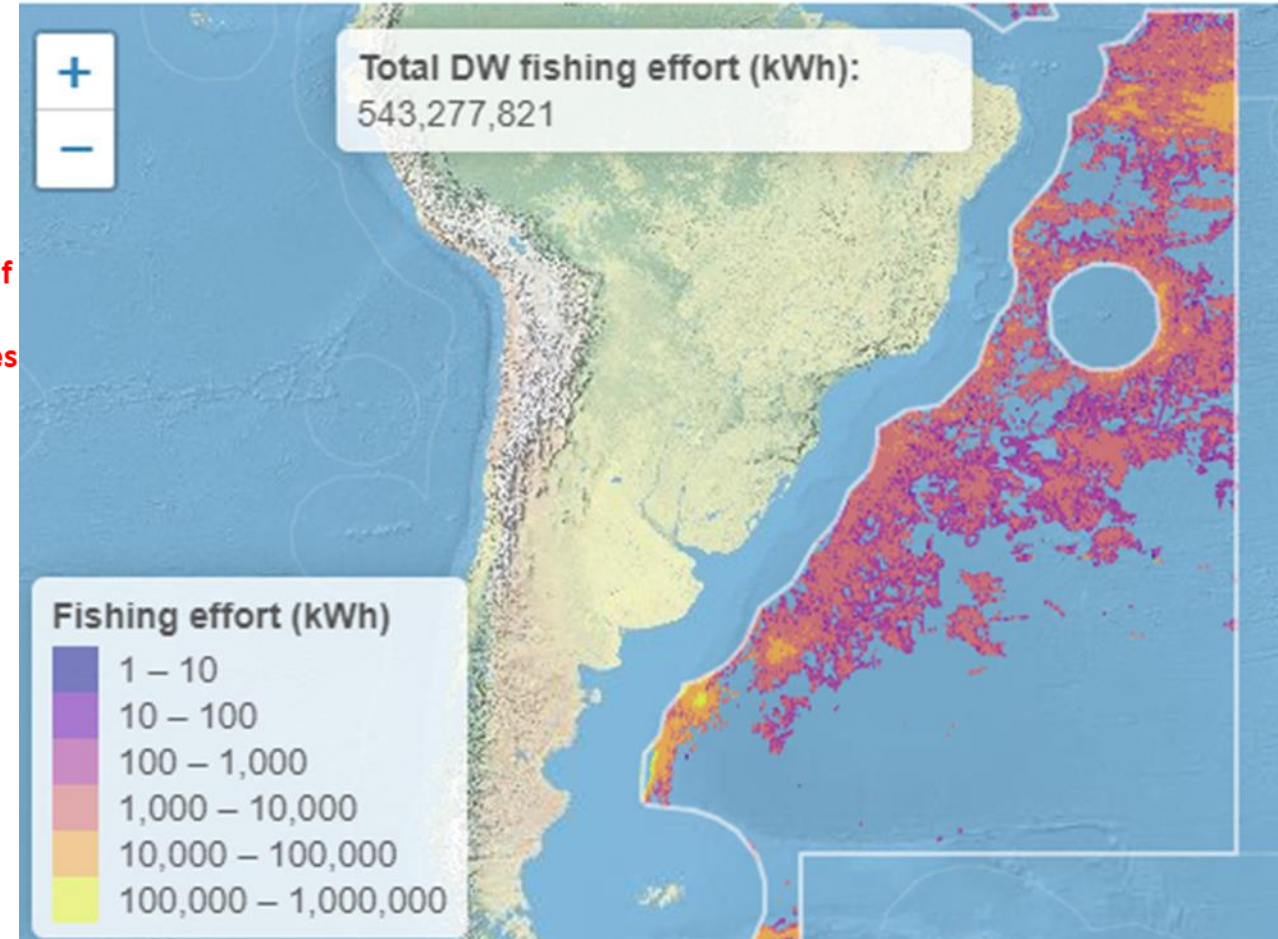 +
−
Total DW fishing effort (kWh):
543,277,821
f
es
Fishing effort (kWh)
1 – 10
10 – 100
100 – 1,000
1,000 – 10,000
10,000 – 100,000
100,000 – 1,000,000